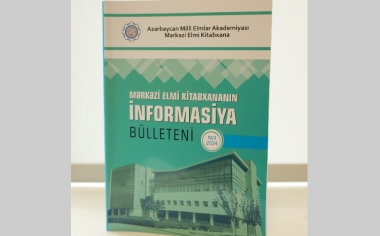 Azərbaycan Milli Elmlər Akademiyası
Mərkəzi Elmi Kitabxana
MƏRKƏZİ ELMİ KİTABXANANIN
İNFORMASİYA
BÜLLETENİ
2024